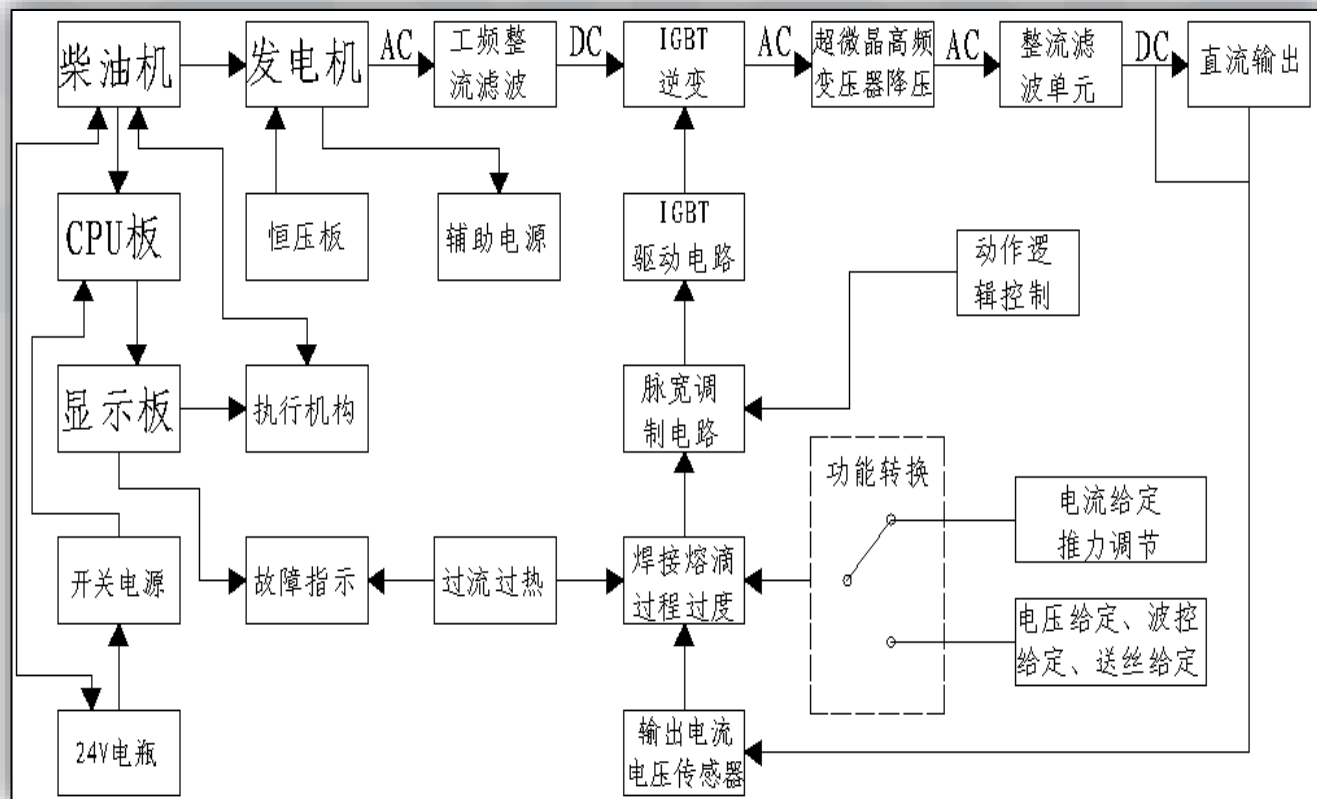 柴油机
发电机
AC
工频整
流滤波
DC
IGBT
逆变
AC
超微晶高频
变压器降压
AC
整流滤
波单元
DC
直流输出
CPU板
恒压板
辅助电源
IGBT
驱动电路
动作逻
辑控制
显示板
执行机构
脉宽调
制电路
功能转换
电流给定
推力调节
开关电源
故障指示
过流过热
焊接熔滴
过程过度
电压给定、波控
给定、送丝给定
24V电瓶
输出电流
电压传感器